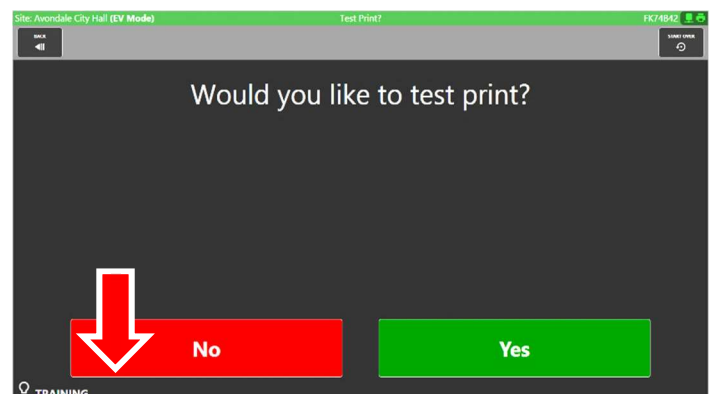 Site: Avondale City Hall (EV Mode) Test Print? FK74842
BACK START OVER
Would you like to test print?
No Yes
TRAINING